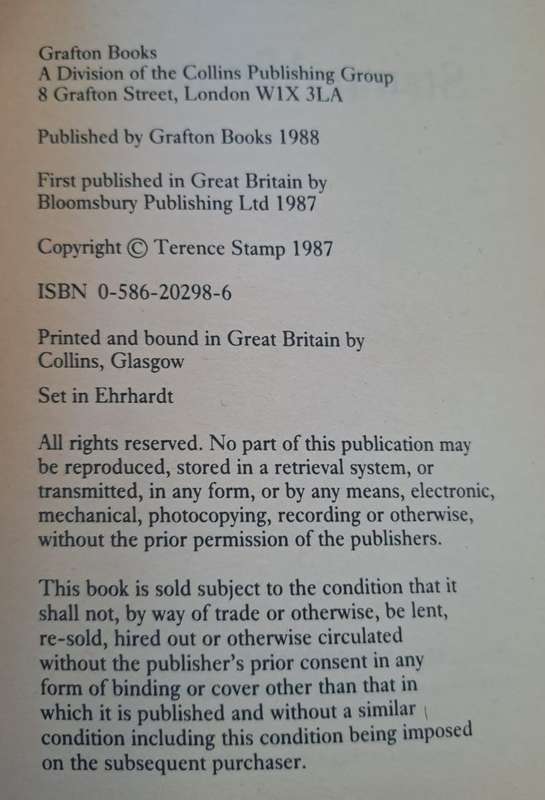 Grafton Books
A Division of the Collins Publishing Group
8 Grafton Street, London W1X 3LA
Published by Grafton Books 1988
First published in Great Britain by
Bloomsbury Publishing Ltd 1987
Copyright © Terence Stamp 1987
ISBN 0-586-20298-6
Printed and bound in Great Britain by
Collins, Glasgow
Set in Ehrhardt
All rights reserved. No part of this publication may
be reproduced, stored in a retrieval system, or
transmitted, in any form, or by any means, electronic,
mechanical, photocopying, recording or otherwise,
without the prior permission of the publishers.
This book is sold subject to the condition that it
shall not, by way of trade or otherwise, be lent,
re-sold, hired out or otherwise circulated
without the publisher's prior consent in any
form of binding or cover other than that in
which it is published and without a similar
condition including this condition being imposed
on the subsequent purchaser.